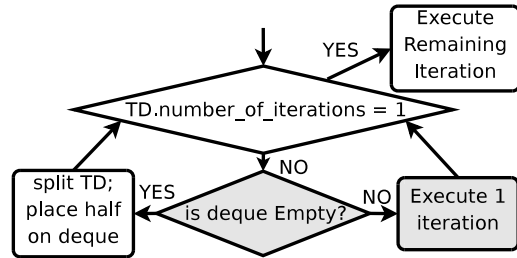 Execute
Remaining
Iteration
YES
TD.number_of_iterations = 1
NO
split TD;
place half
on deque
YES
is deque Empty?
NO
Execute 1
iteration